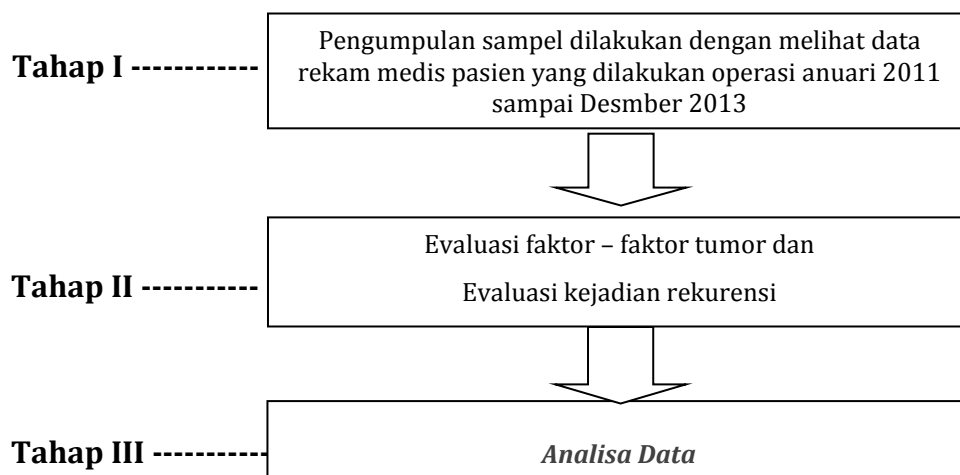 Pengumpulan sampel dilakukan dengan melihat data
Tahap I ------------ rekam medis pasien yang dilakukan operasi anuari 2011
sampai Desmber 2013
Evaluasi faktor – faktor tumor dan
Tahap II -----------
Evaluasi kejadian rekurensi
Tahap III ----------- Analisa Data